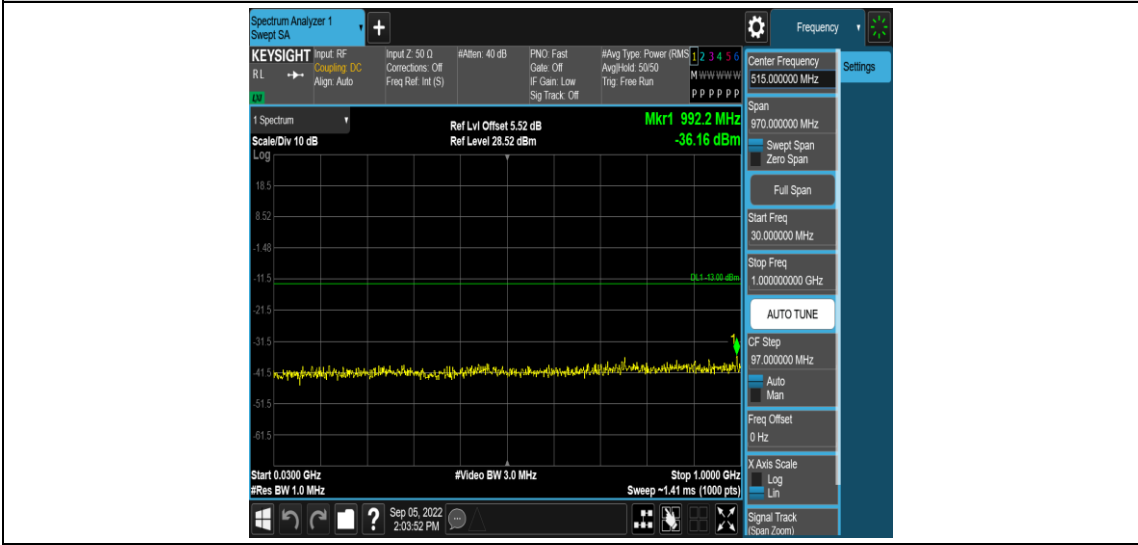 Spectrum Analyzer 1
Swept SA
+
Frequency
KEYSIGHT
RL
LM
Input: RF
Coupling: DC
Align: Auto
Input Z: 50 Ω
Corrections: Off
Freq Ref: Int (S)
#Atten: 40 dB
PNO: Fast
Gate: Off
IF Gain: Low
Sig Track: Off
#Avg Type: Power (RMS
Avg|Hold: 50/50
Trig: Free Run
1 2 3 4 5 6
M W W W W W
P P P P P P
1 Spectrum
Scale/Div 10 dB
Log
Ref Lvl Offset 5.52 dB
Ref Level 28.52 dBm
Mkr1 992.2 MHz
-36.16 dBm
18.5
8.52
-1.48
-11.5
-21.5
-31.5
-41.5
-51.5
-61.5
DL1 -13.00 dBm
1
Start 0.0300 GHz
#Res BW 1.0 MHz
#Video BW 3.0 MHz
Stop 1.0000 GHz
Sweep ~1.41 ms (1000 pts)
Sep 05, 2022
2:03:52 PM
?
Center Frequency
515.000000 MHz
Settings
Span
970.000000 MHz
Swept Span
Zero Span
Full Span
Start Freq
30.000000 MHz
Stop Freq
1.000000000 GHz
AUTO TUNE
CF Step
97.000000 MHz
Auto
Man
Freq Offset
0 Hz
X Axis Scale
Log
Lin
Signal Track
(Span Zoom)